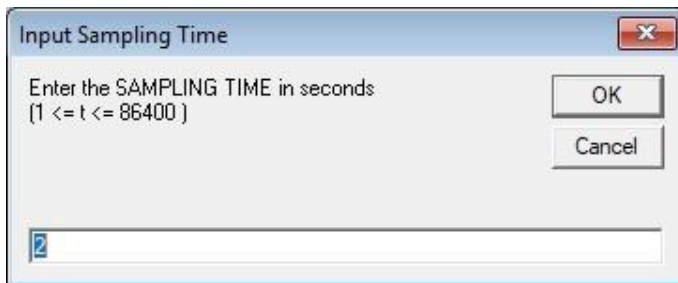 Input Sampling Time
Enter the SAMPLING TIME in seconds
(1 <= t <= 86400 )
OK
Cancel
2